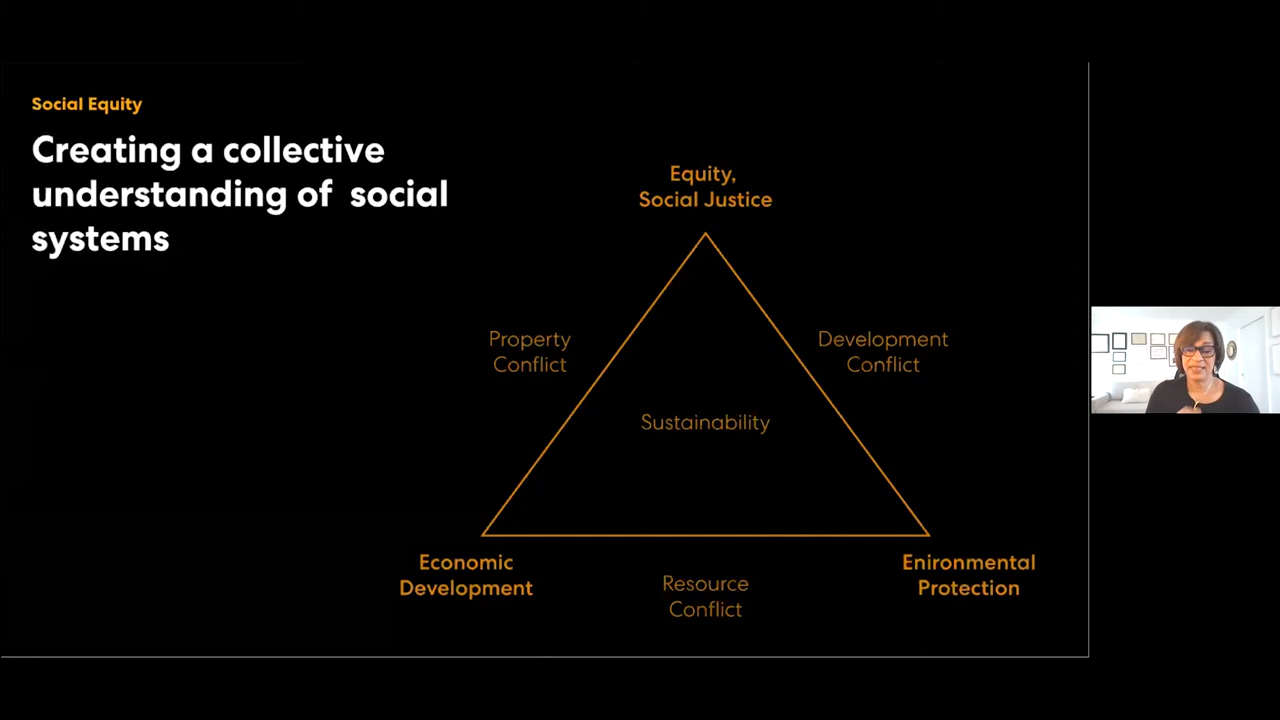 Social Equity
Creating a collective
understanding of  social
systems
Equity,
Social Justice
Property
Conflict
Development
Conflict
Sustainability
Economic
Development
Enironmental
Protection
Resource
Conflict